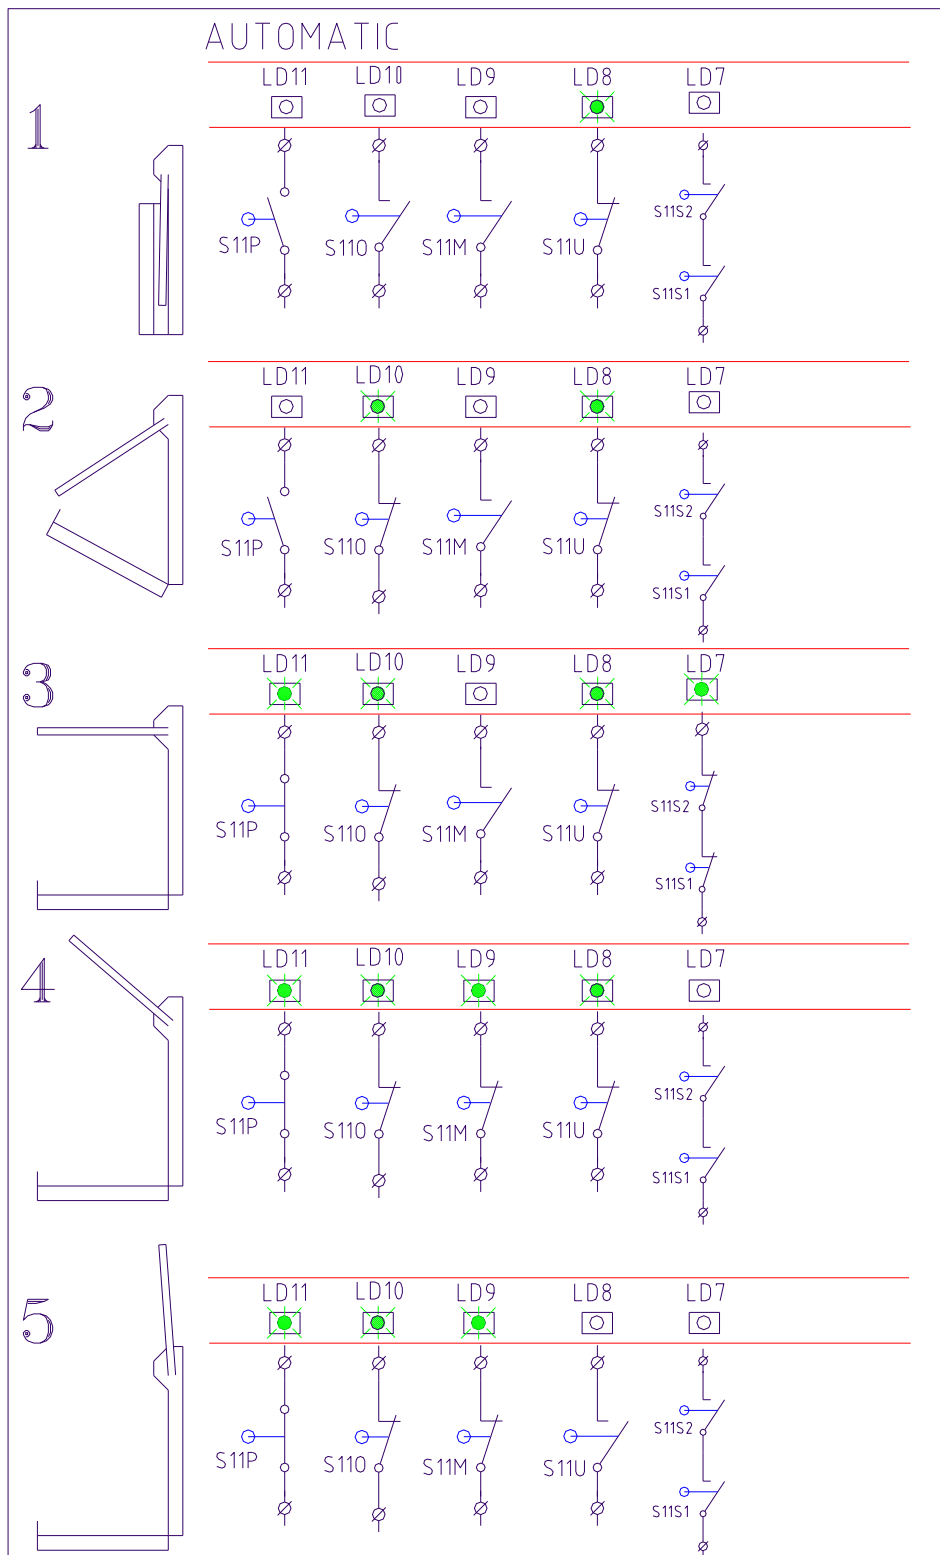 AUTOMATIC
1
LD11 LD10 LD9 LD8 LD7
S11P S11O S11M S11U S11S2
S11S1
2
LD11 LD10 LD9 LD8 LD7
S11P S11O S11M S11U S11S2
S11S1
3
LD11 LD10 LD9 LD8 LD7
S11P S11O S11M S11U S11S2
S11S1
4
LD11 LD10 LD9 LD8 LD7
S11P S11O S11M S11U S11S2
S11S1
5
LD11 LD10 LD9 LD8 LD7
S11P S11O S11M S11U S11S2
S11S1